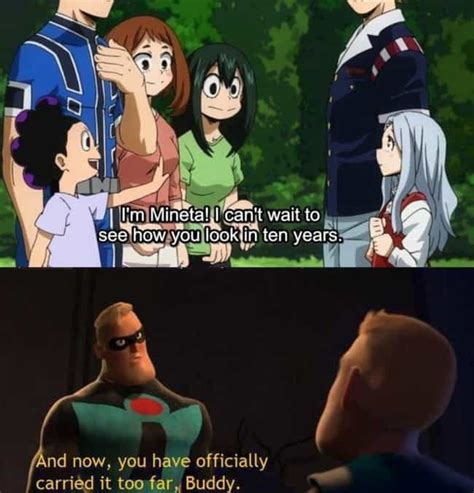 I'm Mineta! I can't wait to
see how you look in ten years.
And now, you have officially
carried it too far, Buddy.